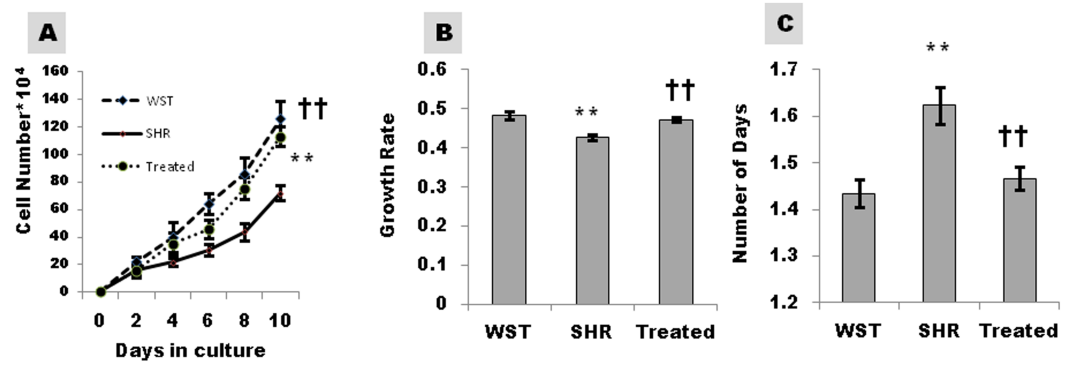 A
Cell Number*10⁴
160
140
120
100
80
60
40
20
0
WST
SHR
Treated
††
**
0 2 4 6 8 10
Days in culture
B
Growth Rate
0.6
0.5
0.4
0.3
0.2
0.1
0
**
††
WST SHR Treated
C
Number of Days
1.7
1.6
1.5
1.4
1.3
1.2
**
††
WST SHR Treated